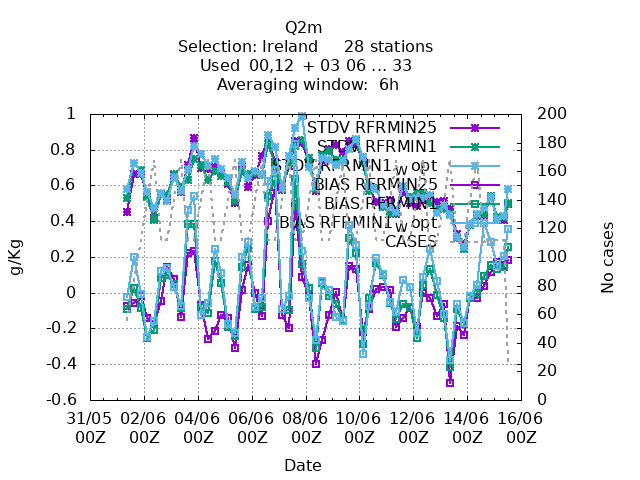 Q2m
Selection: Ireland 28 stations
Used 00,12 + 03 06 ... 33
Averaging window: 6h
STDV RFRMIN25
STDV RFRMIN1
STDV RFRMIN1_w opt
BIAS RFRMIN25
BIAS RFRMIN1
BIAS RFRMIN1_w opt
CASES
1
0.8
0.6
0.4
0.2
0
-0.2
-0.4
-0.6
g/Kg
200
180
160
140
120
100
80
60
40
20
0
No cases
31/05 02/06 04/06 06/06 08/06 10/06 12/06 14/06 16/06
00Z 00Z 00Z 00Z 00Z 00Z 00Z 00Z 00Z
Date